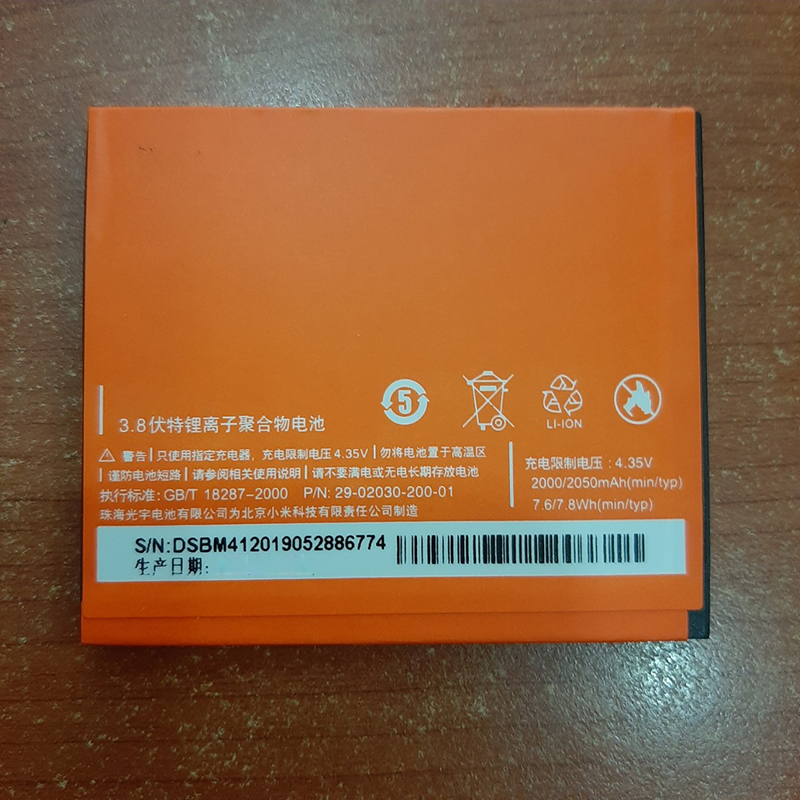 3.8伏特锂离子聚合物电池
5
LI-ION
警告 | 只使用指定充电器，充电限制电压 4.35V | 勿将电池置于高温区
| 谨防电池短路 | 请参阅相关使用说明 | 请不要满电或无电长期存放电池
执行标准: GB/T 18287-2000 P/N: 29-02030-200-01
珠海光宇电池有限公司为北京小米科技有限责任公司制造
充电限制电压 : 4.35V
2000/2050mAh(min/typ)
7.6/7.8Wh(min/typ)
S/N:DSBM412019052886774
生产日期: